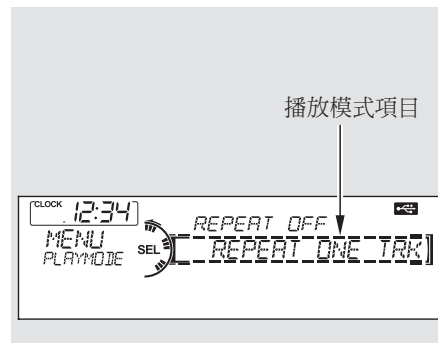 播放模式項目
CLOCK 12:34
REPEAT OFF
MENU
SEL
[REPEAT ONE TRK]
PLAYMODE